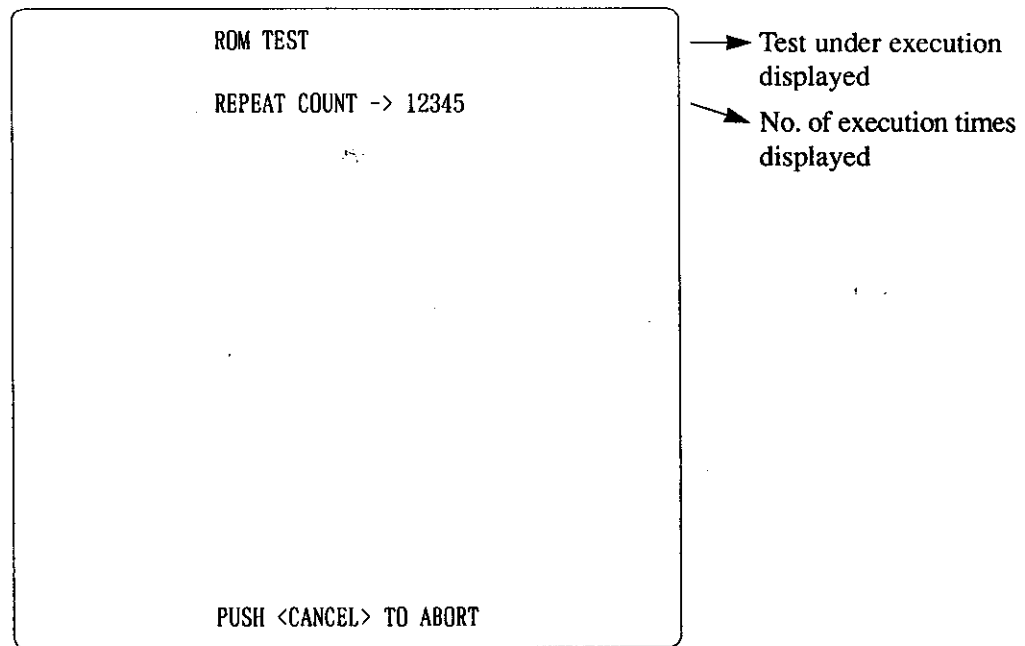 ROM TEST
Test under execution
displayed
REPEAT COUNT -> 12345
No. of execution times
displayed
PUSH <CANCEL> TO ABORT